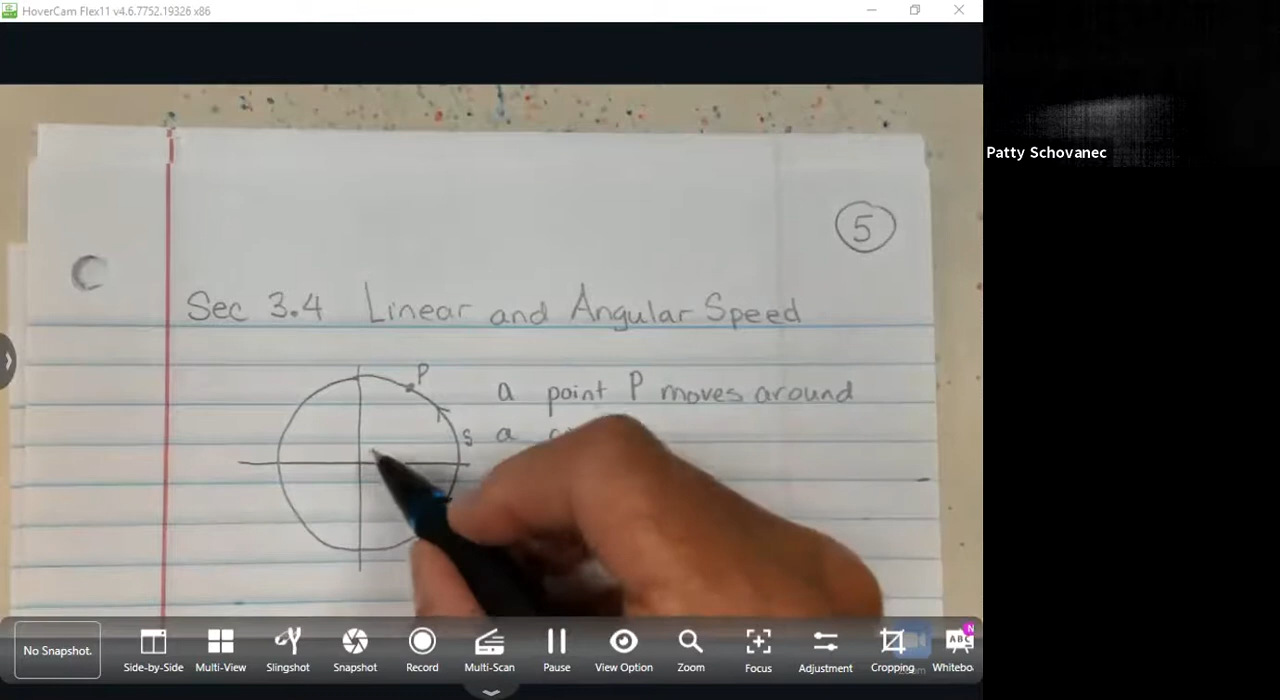 HoverCam Flex11 v4.6.7752.19326 x86
Patty Schovanec
5
C
Sec 3.4 Linear and Angular Speed
P
a point P moves around
s a
No Snapshot.
Side-by-Side
Multi-View
Slingshot
Snapshot
Record
Multi-Scan
Pause
View Option
Zoom
Focus
Adjustment
Cropping
Whiteboa
N
ABC